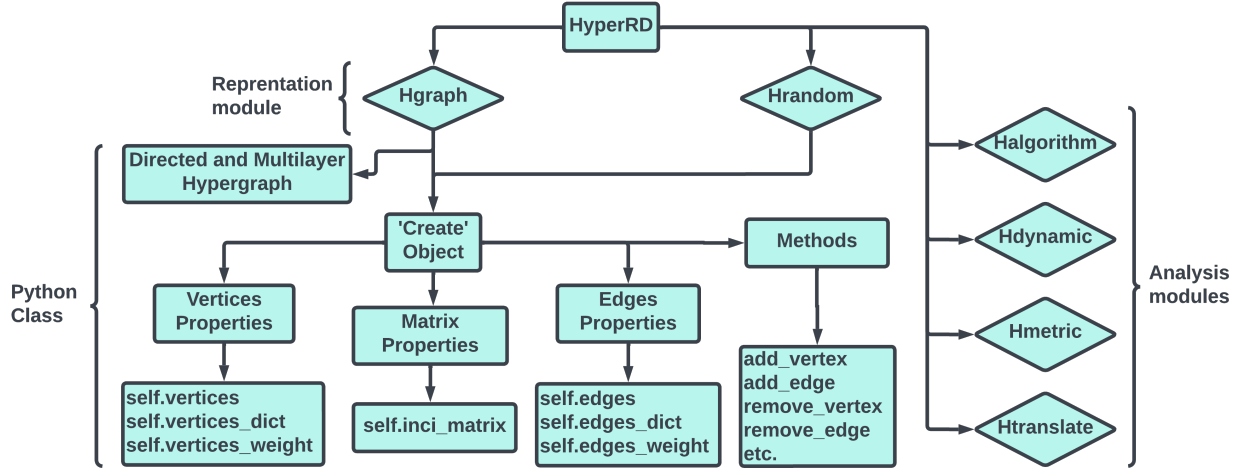 HyperRD
Reprentation
module
Hgraph
Hrandom
Directed and Multilayer
Hypergraph
Halgorithm
'Create'
Object
Methods
Hdynamic
Python
Class
Vertices
Properties
Matrix
Properties
Edges
Properties
Analysis
modules
Hmetric
self.vertices
self.vertices_dict
self.vertices_weight
self.inci_matrix
self.edges
self.edges_dict
self.edges_weight
add_vertex
add_edge
remove_vertex
remove_edge
etc.
Htranslate